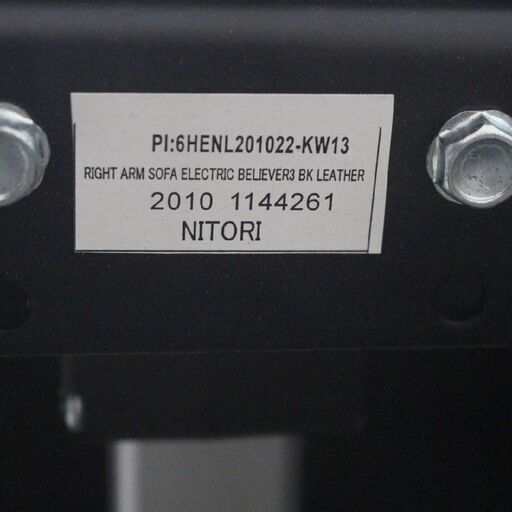 PI:6HENL201022-KW13
RIGHT ARM SOFA ELECTRIC BELIEVER3 BK LEATHER
2010 1144261
NITORI